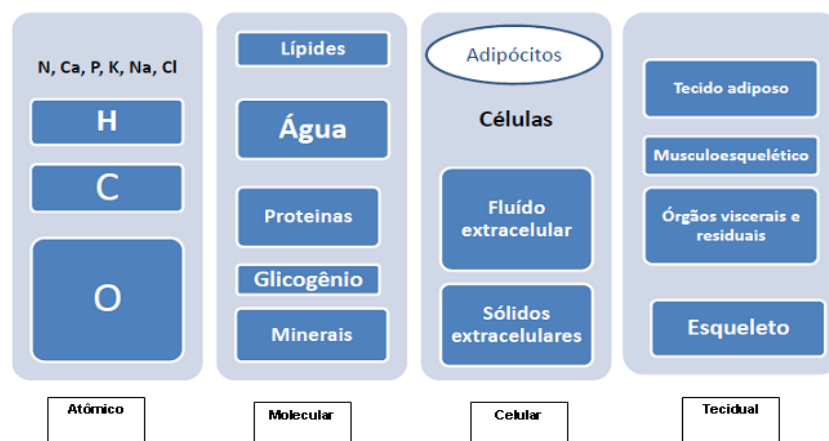 N, Ca, P, K, Na, Cl
H
C
O
Atômico
Lípides
Água
Proteinas
Glicogênio
Minerais
Molecular
Adipócitos
Células
Fluído
extracelular
Sólidos
extracelulares
Celular
Tecido adiposo
Musculoesquelético
Órgãos viscerais e
residuais
Esqueleto
Tecidual